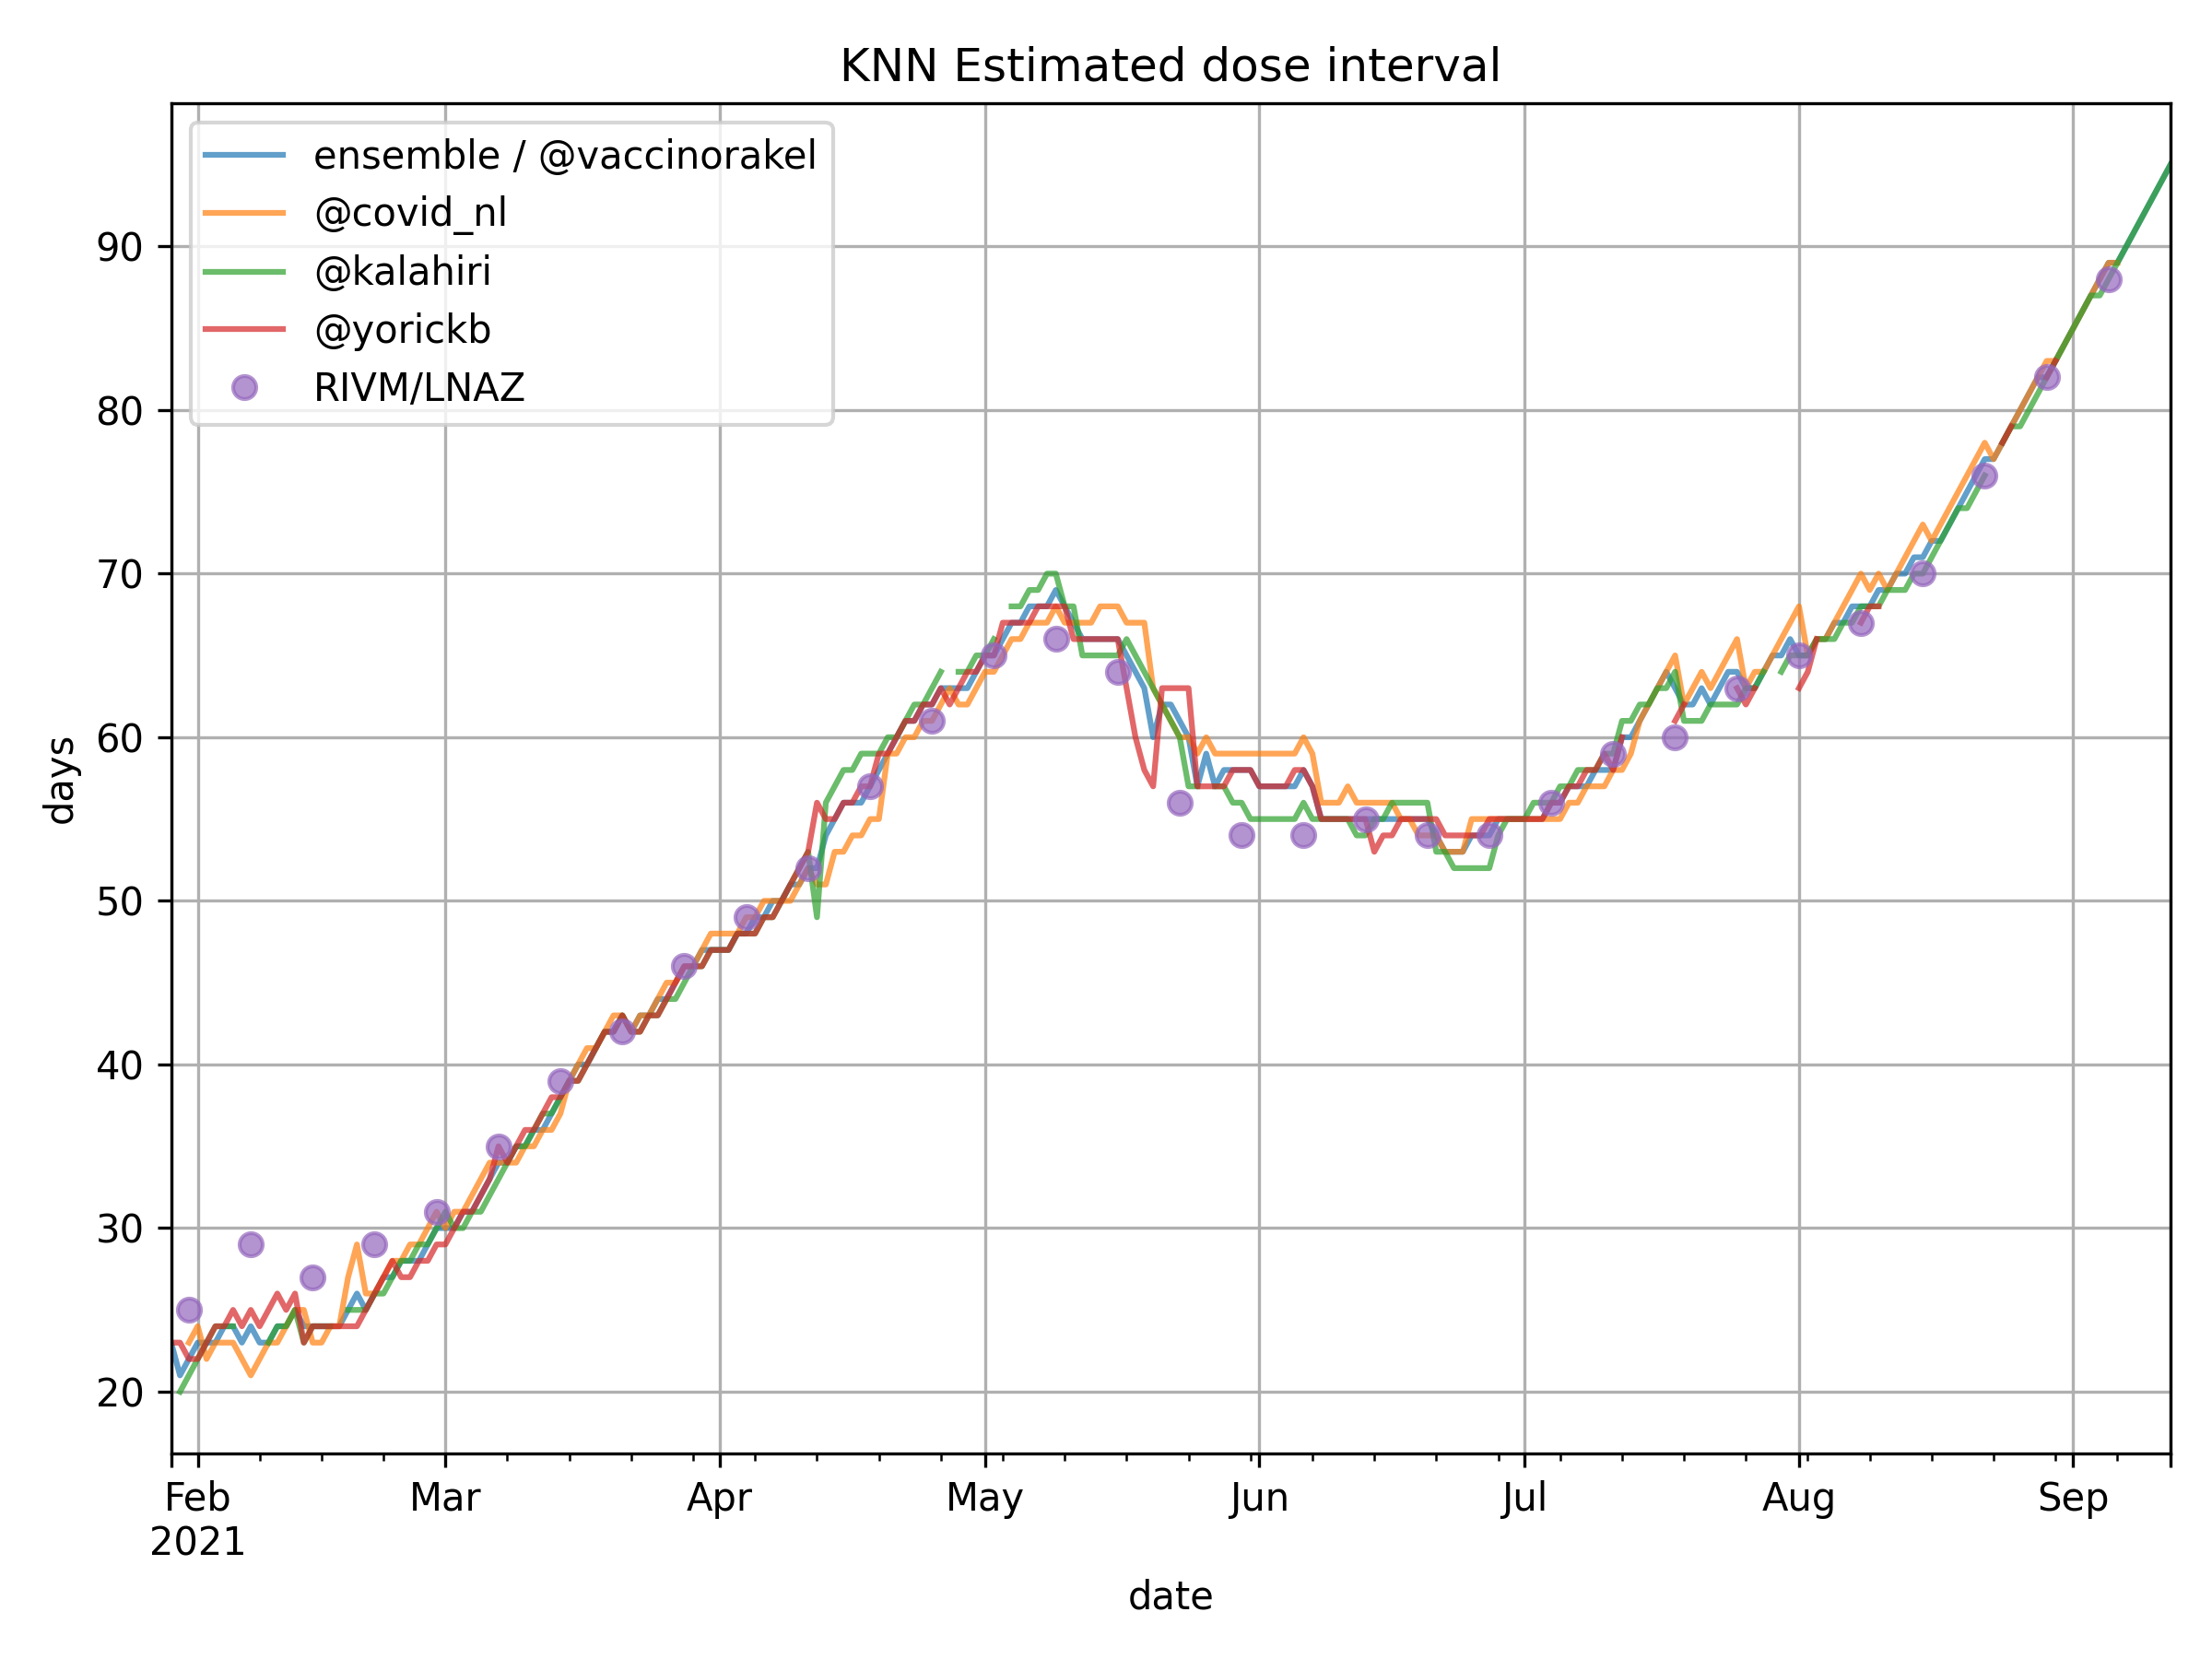 KNN Estimated dose interval
ensemble / @vaccinorakel
@covid_nl
@kalahiri
@yorickb
RIVM/LNAZ
90
80
70
60
50
40
30
20
days
Feb Mar Apr May Jun Jul Aug Sep
2021
date